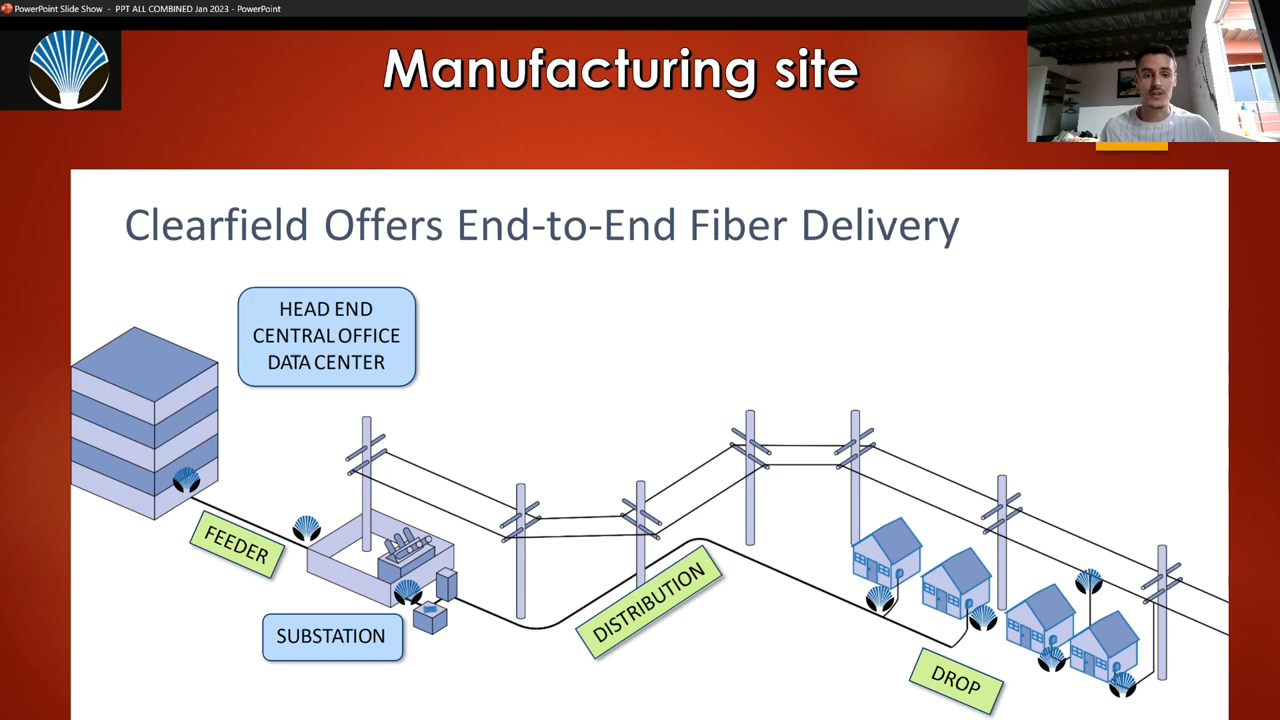 PowerPoint Slide Show - PPT ALL COMBINED Jan 2023 - PowerPoint
Manufacturing site
Clearfield Offers End-to-End Fiber Delivery
HEAD END
CENTRAL OFFICE
DATA CENTER
FEEDER
SUBSTATION
DISTRIBUTION
DROP